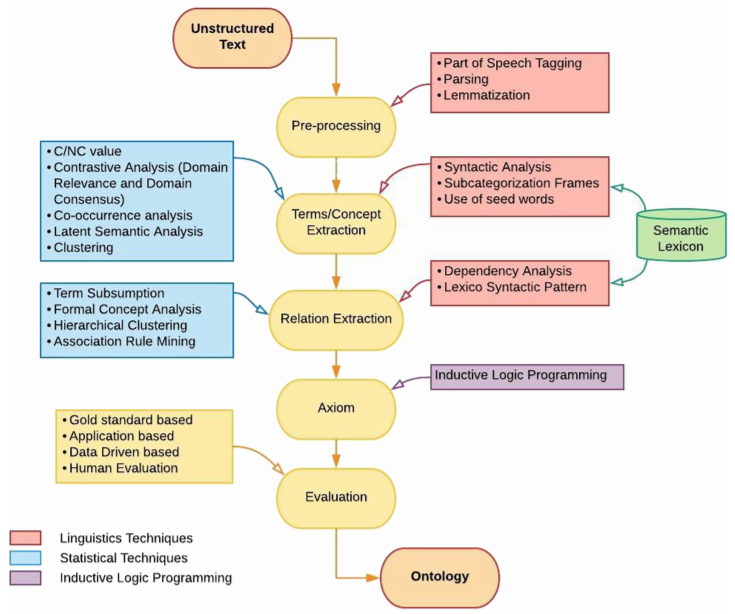 Unstructured
Text
• Part of Speech Tagging
• Parsing
• Lemmatization
Pre-processing
• C/NC value
• Contrastive Analysis (Domain
Relevance and Domain
Consensus)
• Co-occurrence analysis
• Latent Semantic Analysis
• Clustering
Terms/Concept
Extraction
• Syntactic Analysis
• Subcategorization Frames
• Use of seed words
Semantic
Lexicon
• Dependency Analysis
• Lexico Syntactic Pattern
• Term Subsumption
• Formal Concept Analysis
• Hierarchical Clustering
• Association Rule Mining
Relation Extraction
Inductive Logic Programming
Axiom
• Gold standard based
• Application based
• Data Driven based
• Human Evaluation
Evaluation
Ontology
Linguistics Techniques
Statistical Techniques
Inductive Logic Programming